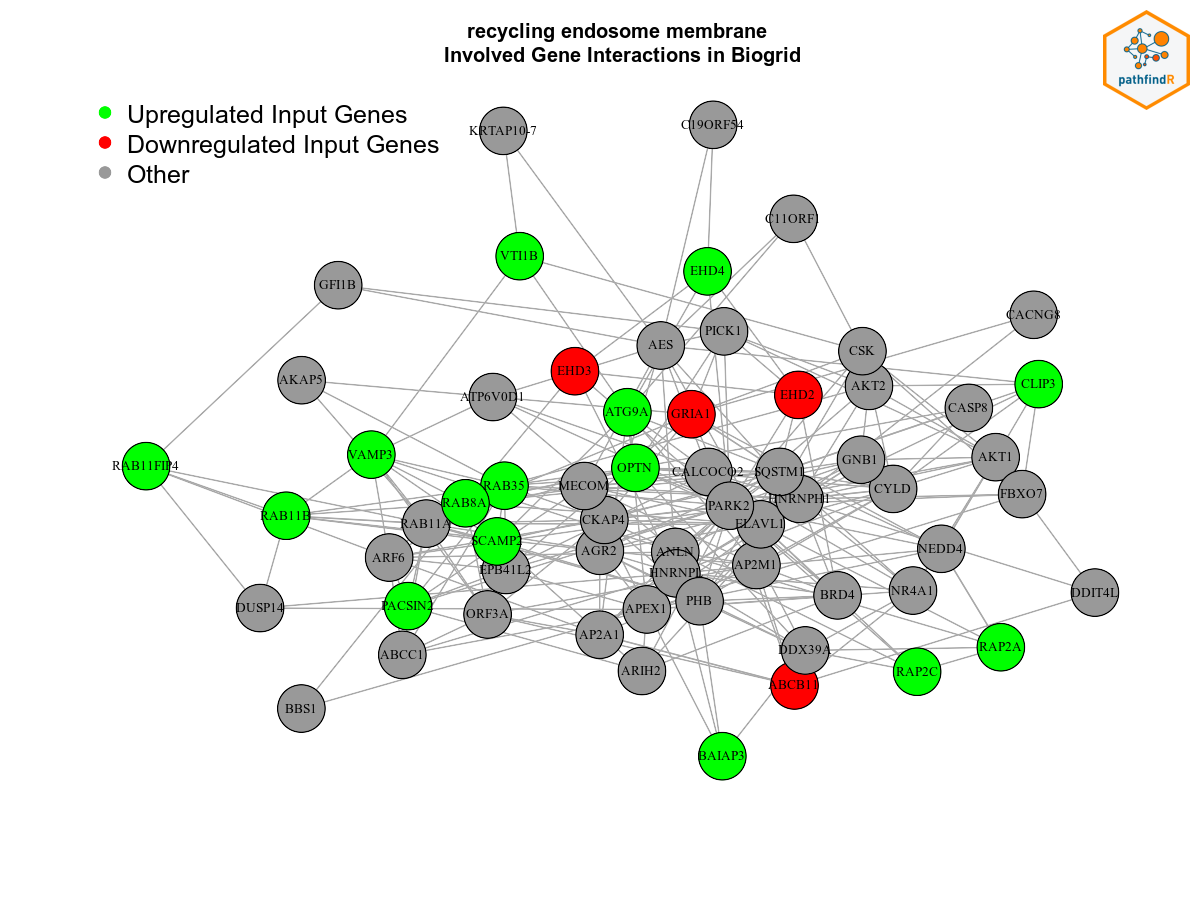 recycling endosome membrane
Involved Gene Interactions in Biogrid
pathfindR
Upregulated Input Genes
Downregulated Input Genes
Other
KRTAP10-7
C19ORF54
C11ORF1
VTI1B
EHD4
GFI1B
CACNG8
PICK1
AES
CSK
EHD3
AKAP5
AKT2
CLIP3
ATP6V0D1
EHD2
CASP8
ATG9A
GRIA1
VAMP3
AKT1
GNB1
RAB11FIP4
OPTN
CALCOCO2
SQSTM1
RAB35
MECOM
CYLD
FBXO7
HNRNPH1
RAB8A
PARK2
RAB11B
CKAP4
RAB11A
ELAVL1
SCAMP2
NEDD4
AGR2
ANLN
ARF6
AP2M1
EPB41L2
HNRNPL
NR4A1
DDIT4L
BRD4
PHB
PACSIN2
DUSP14
APEX1
ORF3A
AP2A1
RAP2A
DDX39A
ABCC1
ARIH2
RAP2C
ABCB11
BBS1
BAIAP3